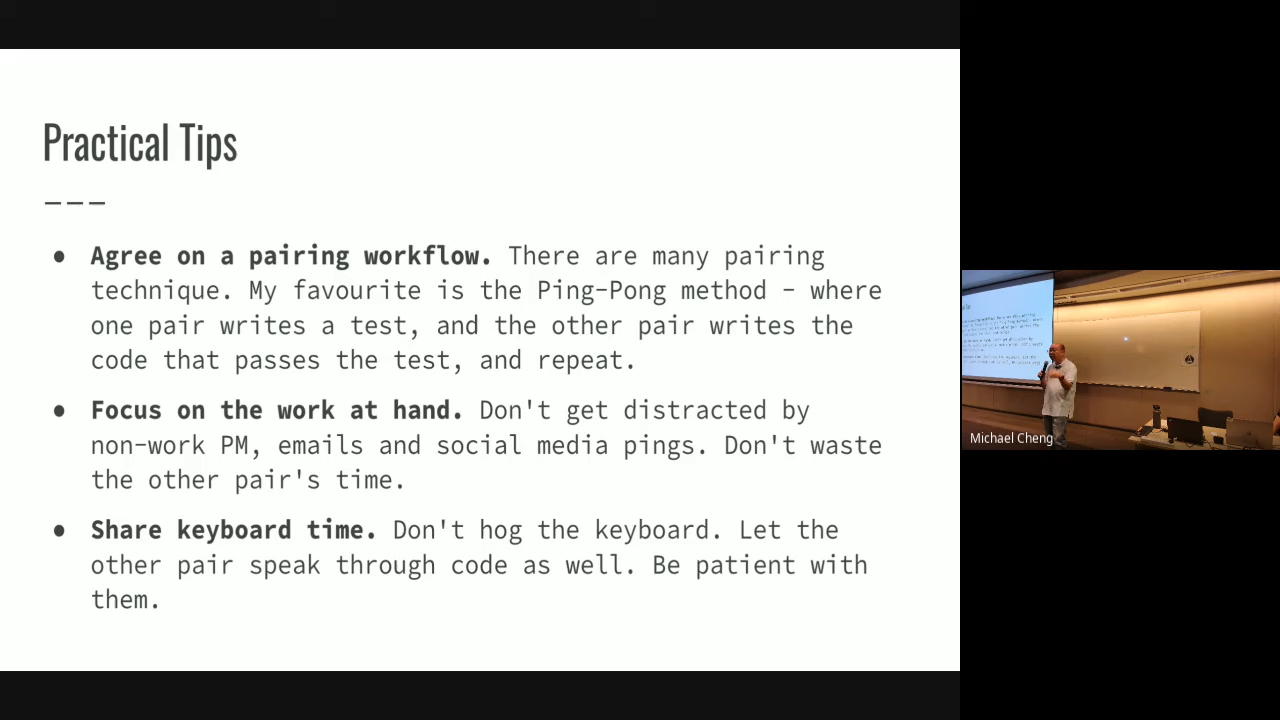 Practical Tips
---
● Agree on a pairing workflow. There are many pairing
technique. My favourite is the Ping-Pong method - where
one pair writes a test, and the other pair writes the
code that passes the test, and repeat.
● Focus on the work at hand. Don't get distracted by
non-work PM, emails and social media pings. Don't waste
the other pair's time.
● Share keyboard time. Don't hog the keyboard. Let the
other pair speak through code as well. Be patient with
them.
Michael Cheng